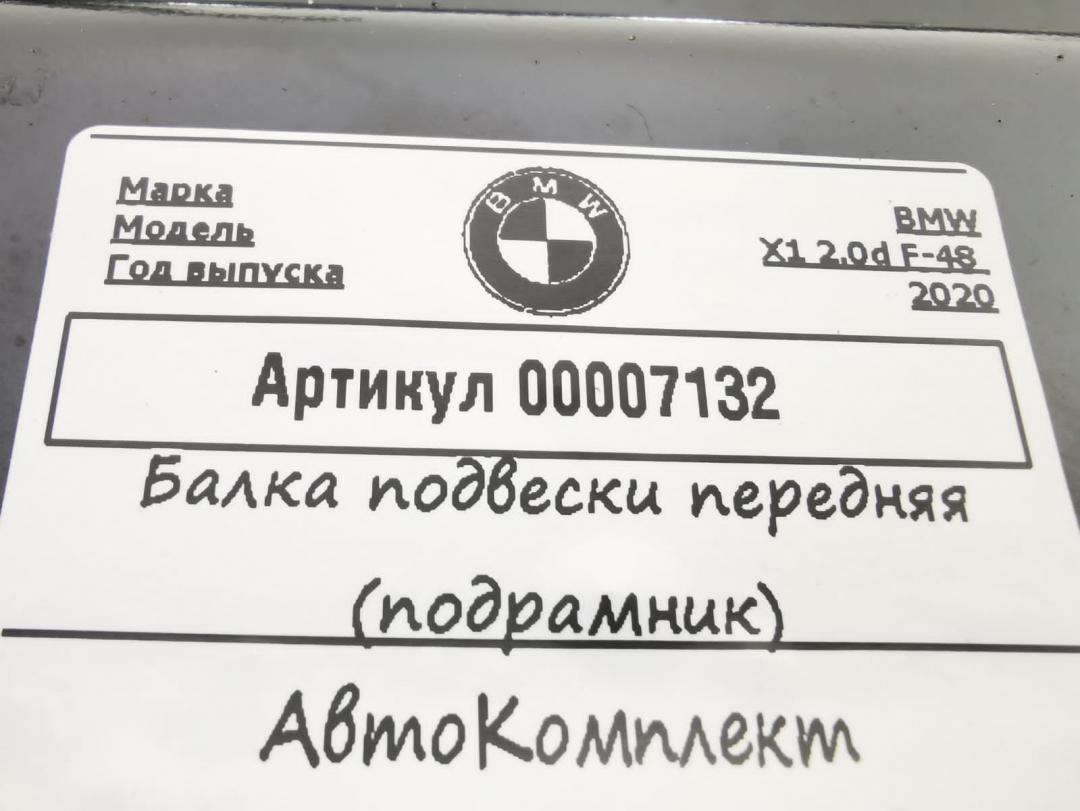 Марка
BMW
BMW
Модель
X1 2.0d F-48
Год выпуска
2020
Артикул 00007132
Балка подвески передняя
(подрамник)
АвтоКомплект